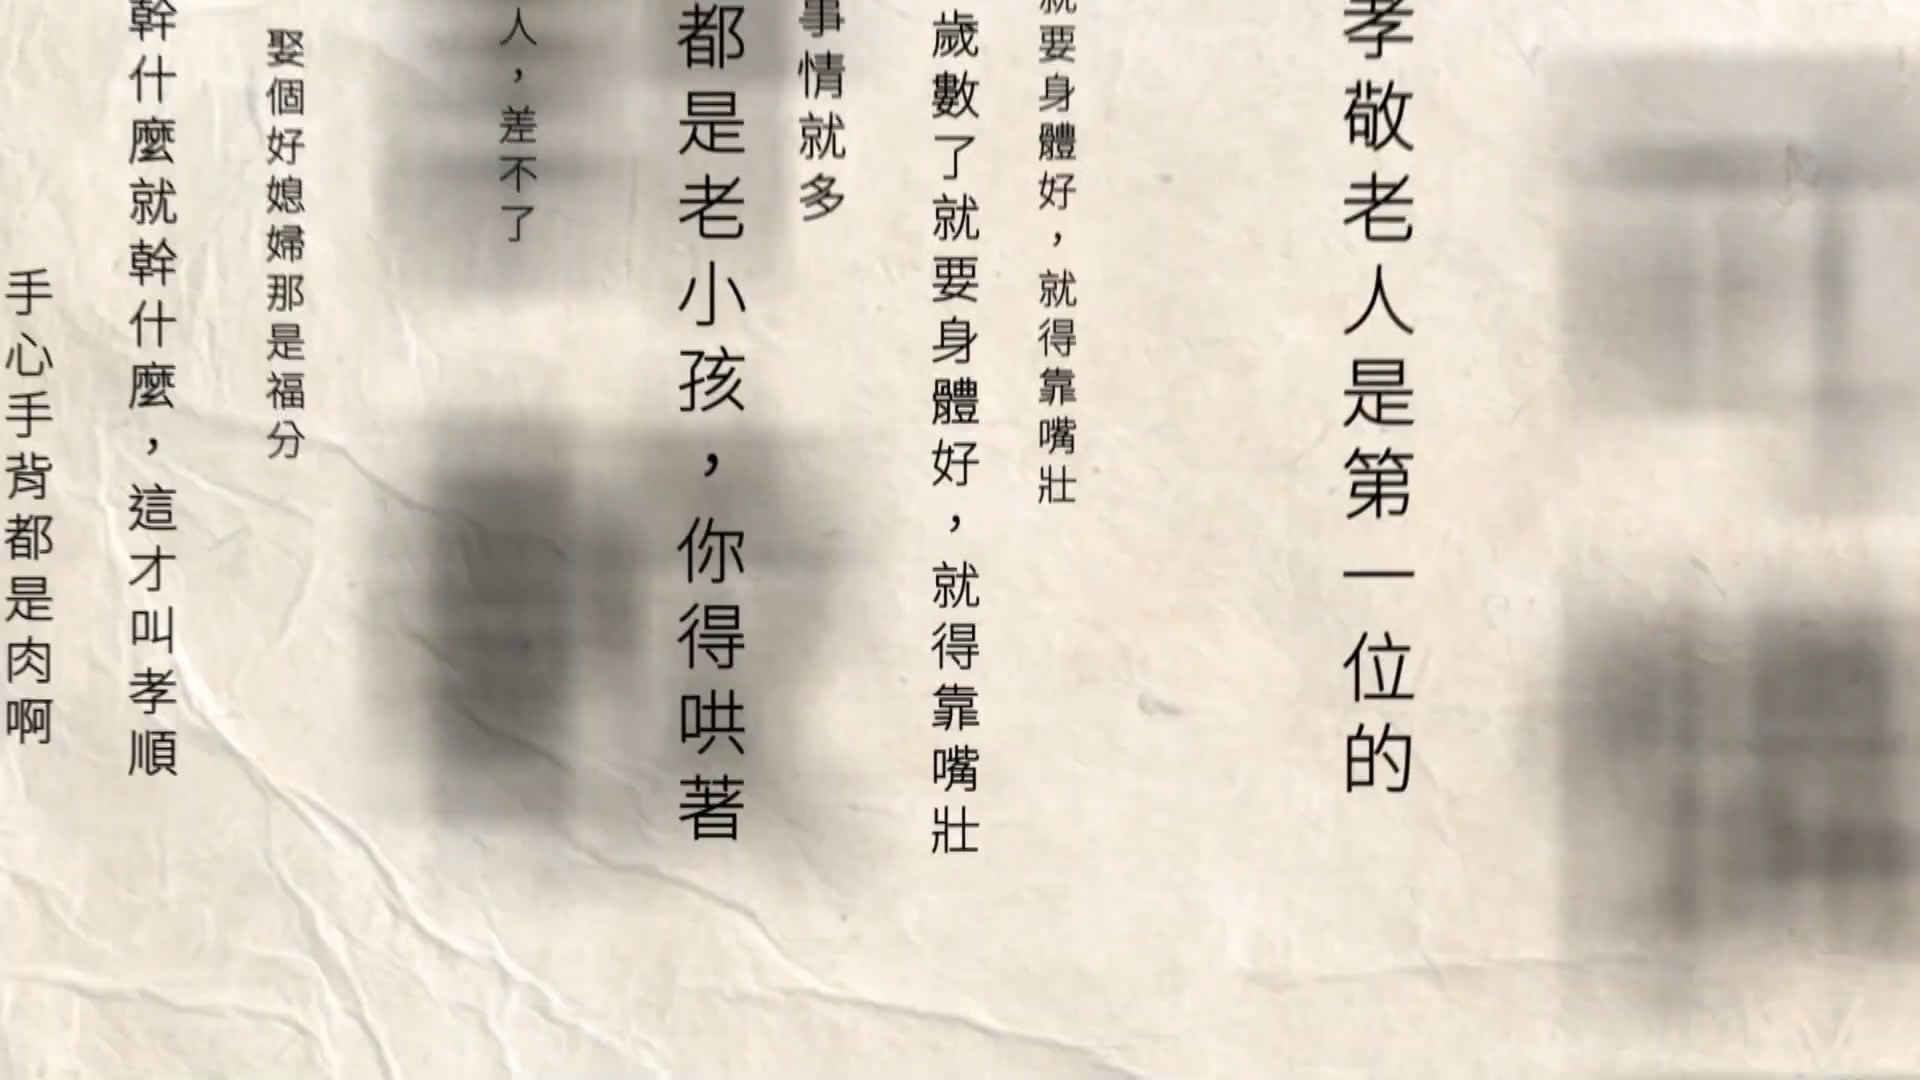 孝敬老人是第一位的
就要身體好，就得靠嘴壯
歲數了就要身體好，就得靠嘴壯
事情就多
都是老小孩，你得哄著
人，差不了
娶個好媳婦那是福分
幹什麼就幹什麼，這才叫孝順
手心手背都是肉啊